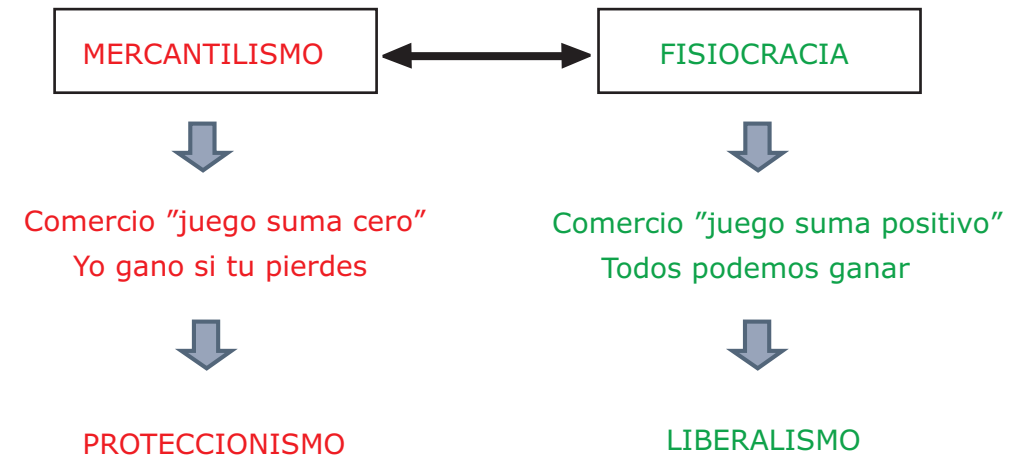 MERCANTILISMO
FISIOCRACIA
Comercio ”juego suma cero”
Yo gano si tu pierdes
Comercio ”juego suma positivo”
Todos podemos ganar
PROTECCIONISMO
LIBERALISMO